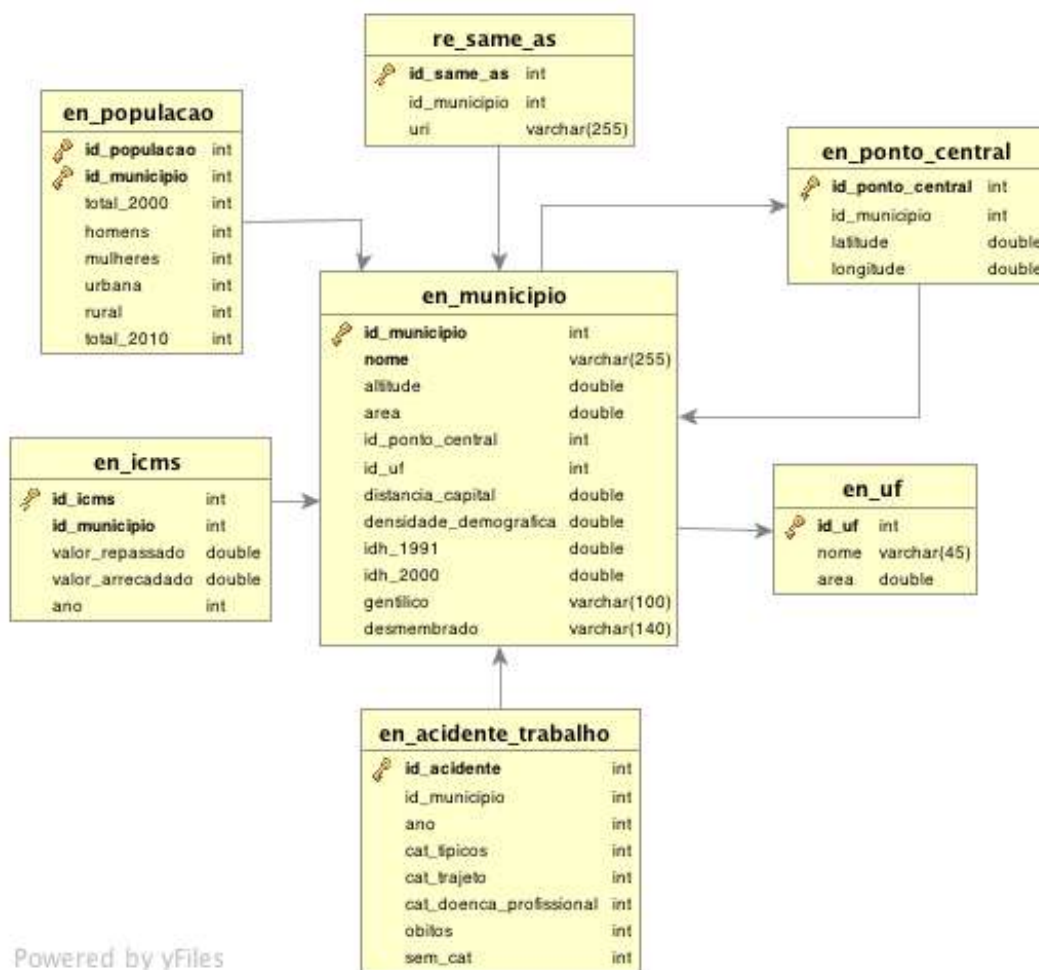 re_same_as
id_same_as int
id_municipio int
uri varchar(255)
en_populacao
id_populacao int
id_municipio int
total_2000 int
homens int
mulheres int
urbana int
rural int
total_2010 int
en_ponto_central
id_ponto_central int
id_municipio int
latitude double
longitude double
en_municipio
id_municipio int
nome varchar(255)
altitude double
area double
id_ponto_central int
id_uf int
distancia_capital double
densidade_demografica double
idh_1991 double
idh_2000 double
gentilico varchar(100)
desmembrado varchar(140)
en_icms
id_icms int
id_municipio int
valor_repassado double
valor_arrecadado double
ano int
en_uf
id_uf int
nome varchar(45)
area double
en_acidente_trabalho
id_acidente int
id_municipio int
ano int
cat_tipicos int
cat_trajeto int
cat_doenca_profissional int
obitos int
sem_cat int
Powered by yFiles